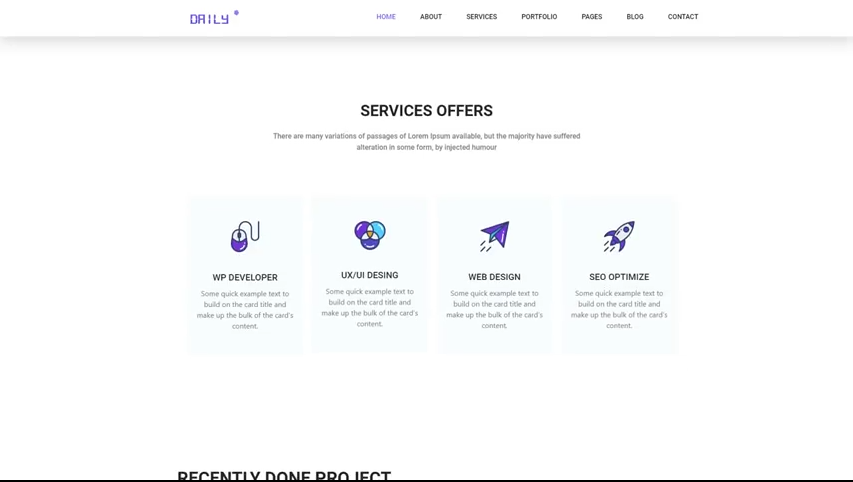 DAILY
HOME ABOUT SERVICES PORTFOLIO PAGES BLOG CONTACT
SERVICES OFFERS
There are many variations of passages of Lorem Ipsum available, but the majority have suffered
alteration in some form, by injected humour
WP DEVELOPER
Some quick example text to
build on the card title and
make up the bulk of the card's
content.
UX/UI DESING
Some quick example text to
build on the card title and
make up the bulk of the card's
content.
WEB DESIGN
Some quick example text to
build on the card title and
make up the bulk of the card's
content.
SEO OPTIMIZE
Some quick example text to
build on the card title and
make up the bulk of the card's
content.
RECENTLY DONE PROJECT